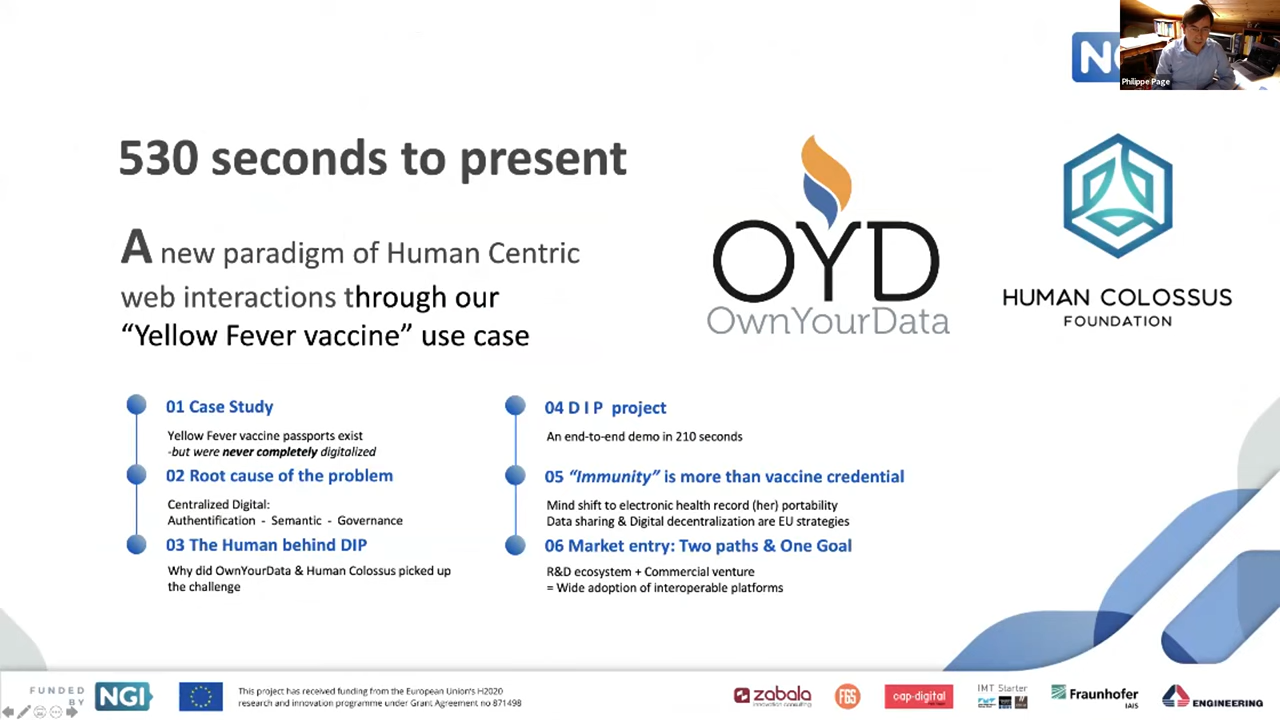 NGI
Philippe Page
530 seconds to present
A new paradigm of Human Centric
web interactions through our
“Yellow Fever vaccine” use case
OYD
OwnYourData
HUMAN COLOSSUS
FOUNDATION
01 Case Study
Yellow Fever vaccine passports exist
-but were never completely digitalized
02 Root cause of the problem
Centralized Digital:
Authentification - Semantic - Governance
03 The Human behind DIP
Why did OwnYourData & Human Colossus picked up
the challenge
04 D I P project
An end-to-end demo in 210 seconds
05 “Immunity” is more than vaccine credential
Mind shift to electronic health record (her) portability
Data sharing & Digital decentralization are EU strategies
06 Market entry: Two paths & One Goal
R&D ecosystem + Commercial venture
= Wide adoption of interoperable platforms
FUNDED
BY
NGI
This project has received funding from the European Union's H2020
research and innovation programme under Grant Agreement no 871498
zabala
innovation consulting
FGS
cap-digital
IMT Starter
Fraunhofer
IAIS
ENGINEERING